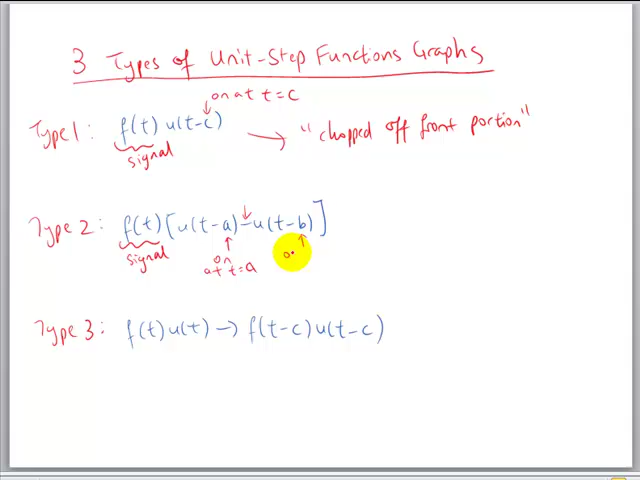 3 Types of Unit-Step Functions Graphs
on at t=c
Type 1: f(t) u(t-c) → "chopped off front portion"
signal
Type 2: f(t) [u(t-a) - u(t-b)]
signal on o
at t=a
Type 3: f(t)u(t) → f(t-c)u(t-c)